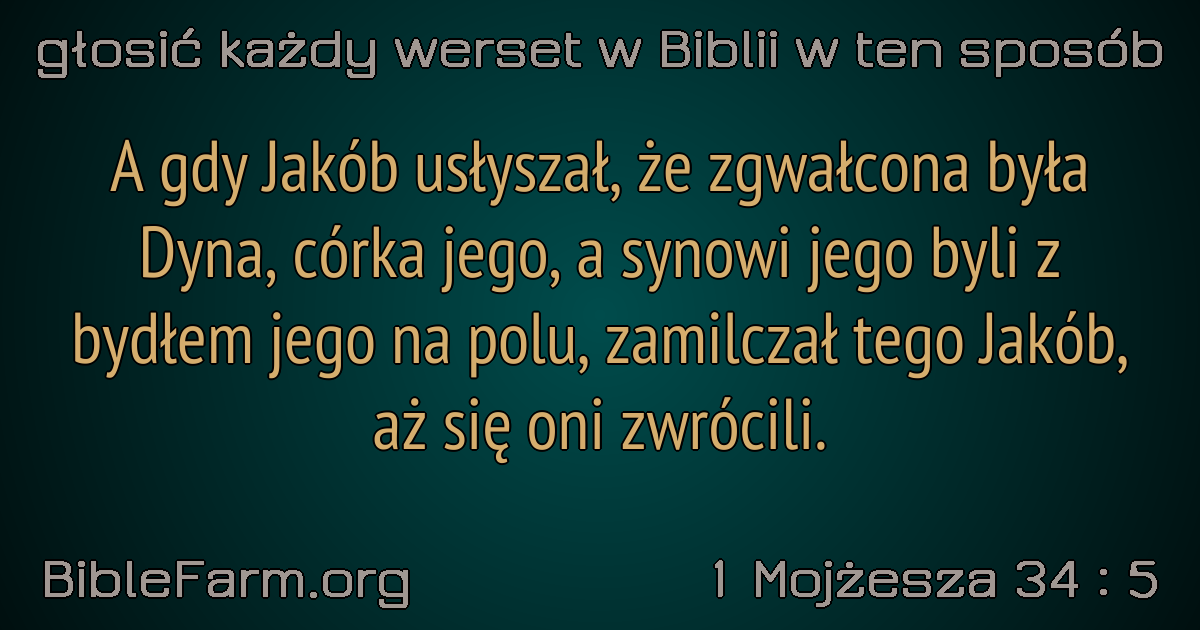 głosić każdy werset w Biblii w ten sposób
A gdy Jakób usłyszał, że zgwałcona była
Dyna, córka jego, a synowi jego byli z
bydłem jego na polu, zamilczał tego Jakób,
aż się oni zwrócili.
BibleFarm.org
1 Mojżesza 34 : 5